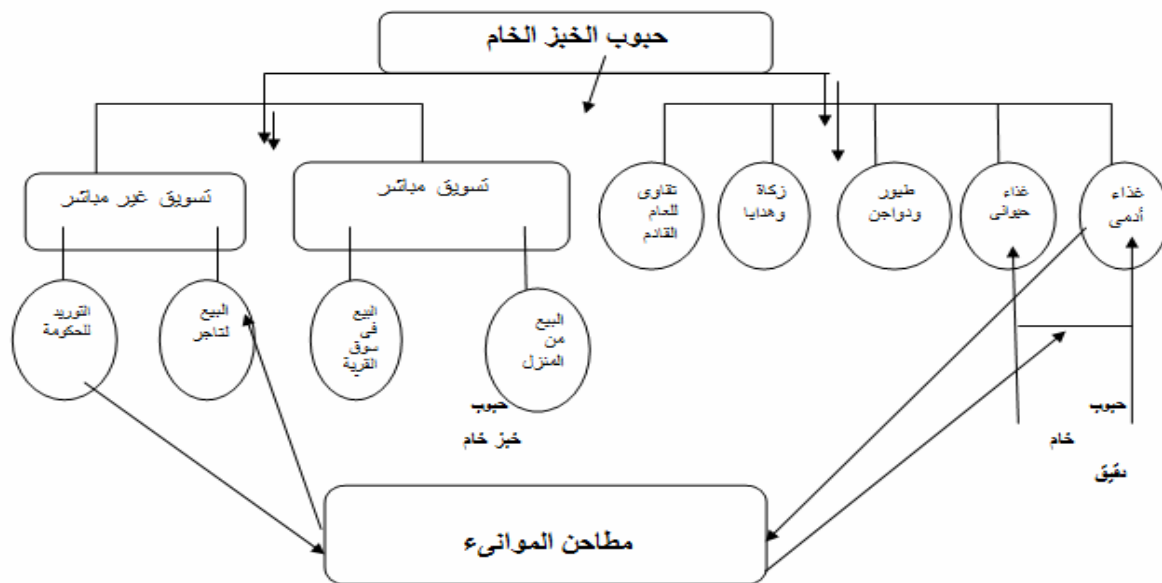 حبوب الخبز الخام
تسويق مباشر
تسويق غير مباشر
غذاء
أدمى
غذاء
حيوانى
طيور
ودواجن
زكاة
وهدايا
تقاوى
للعام
القادم
البيع
من
المنزل
البيع
فى
سوق
القرية
البيع
لتاجر
التوريد
للحكومة
حبوب
خام
دقيق
حبوب
خبز خام
مطاحن الموانىء